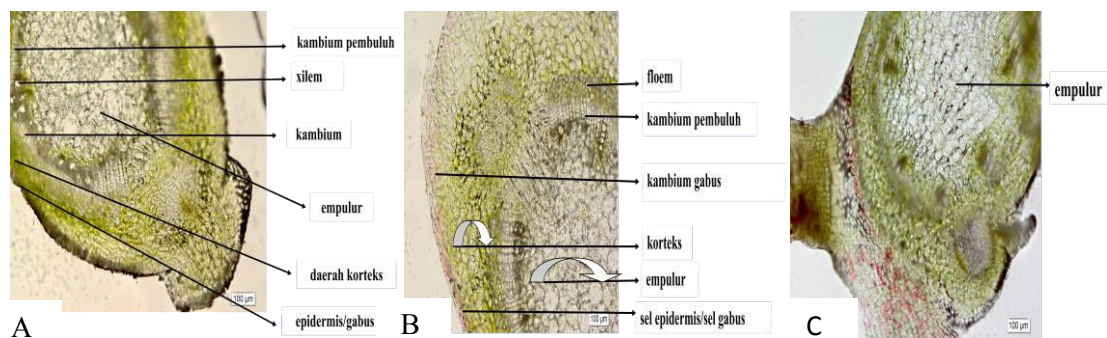 kambium pembuluh
xilem
kambium
empulur
daerah korteks
epidermis/gabus
100 µm
A
floem
kambium pembuluh
kambium gabus
korteks
empulur
sel epidermis/sel gabus
100 µm
B
empulur
100 µm
C